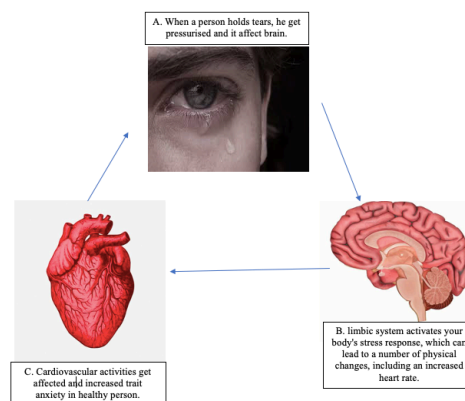 A. When a person holds tears, he get
pressurised and it affect brain.
B. limbic system activates your
body's stress response, which can
lead to a number of physical
changes, including an increased
heart rate.
C. Cardiovascular activities get
affected and increased trait
anxiety in healthy person.